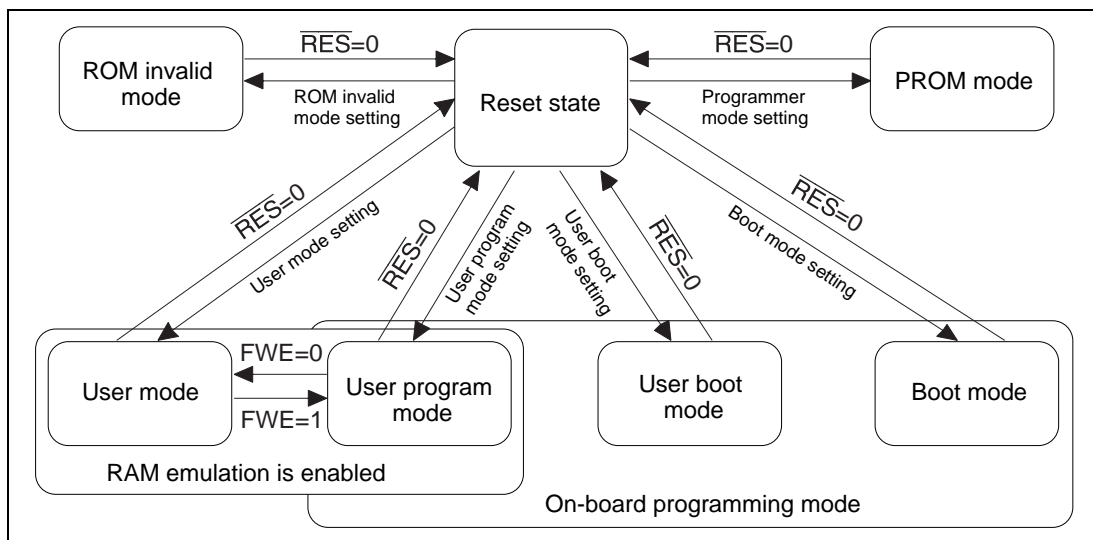 RES=0
RES=0
ROM invalid
mode
ROM invalid
mode setting
Reset state
Programmer
mode setting
PROM mode
RES=0
User mode setting
RES=0
User program
mode setting
User boot
mode setting
RES=0
Boot mode setting
RES=0
User mode
FWE=0
FWE=1
User program
mode
User boot
mode
Boot mode
RAM emulation is enabled
On-board programming mode